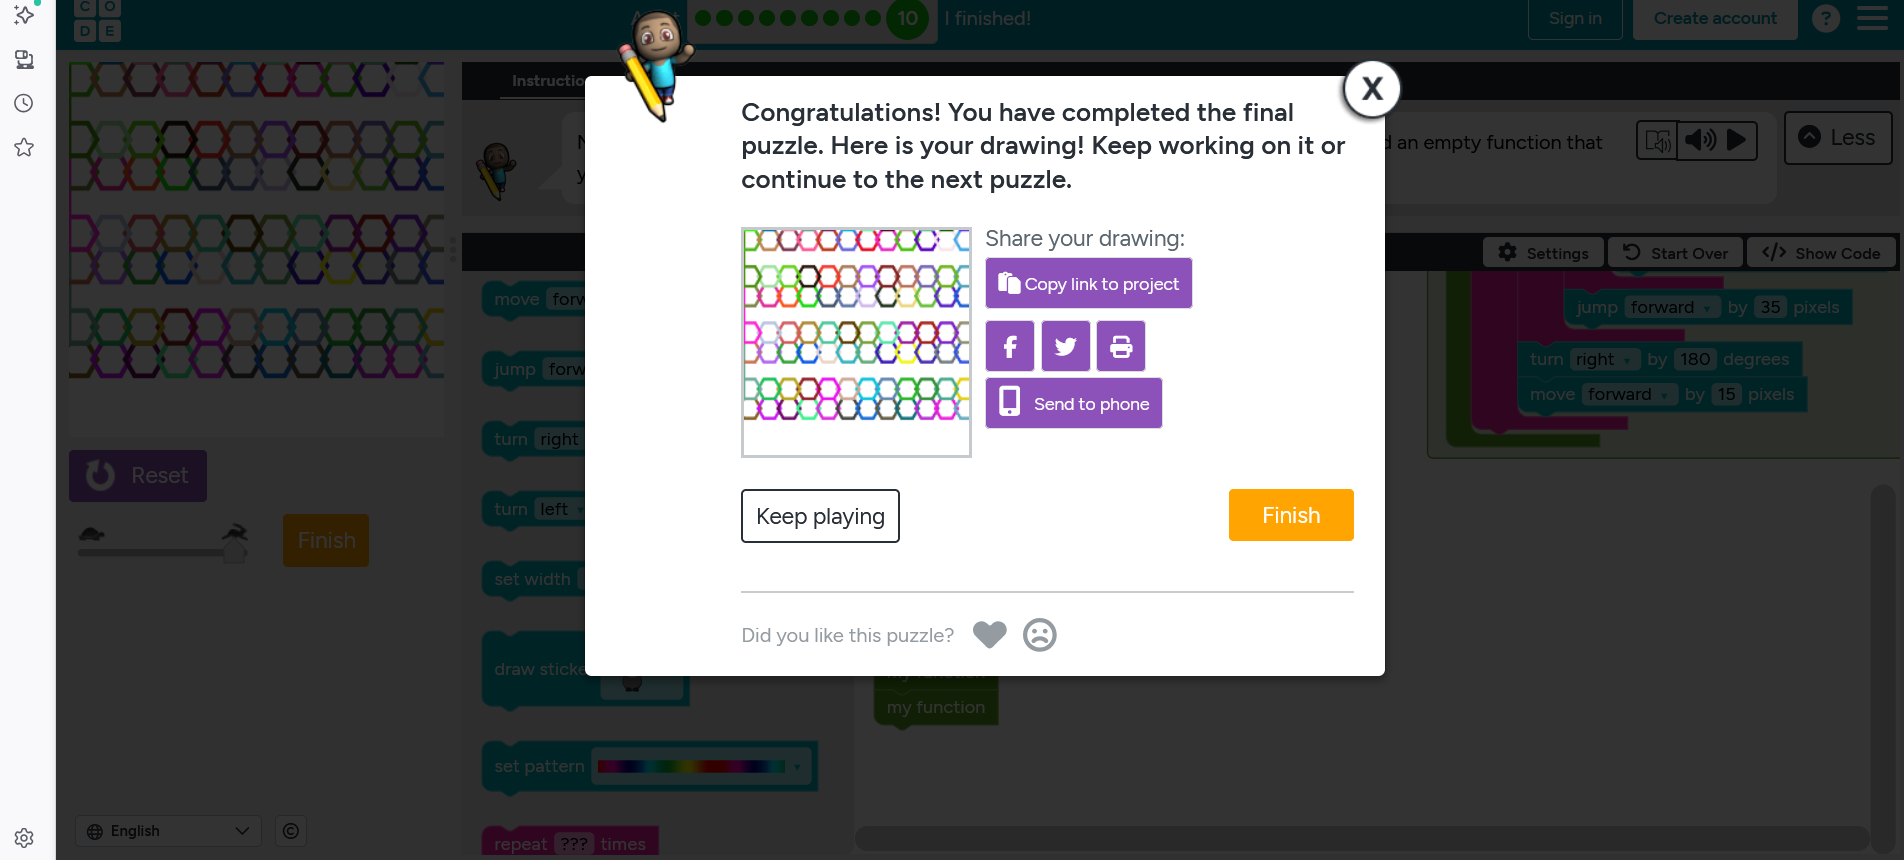 C O
D E
10
I finished!
Sign in
Create account
?
Instructio
X
Congratulations! You have completed the final
puzzle. Here is your drawing! Keep working on it or
continue to the next puzzle.
d an empty function that
Less
Share your drawing:
Copy link to project
Send to phone
Settings
Start Over
Show Code
move forw
jump forw
turn right
turn left
set width
draw sticke
set pattern
repeat ??? times
jump forward by 35 pixels
turn right by 180 degrees
move forward by 15 pixels
Reset
Finish
Keep playing
Finish
Did you like this puzzle?
my function
English